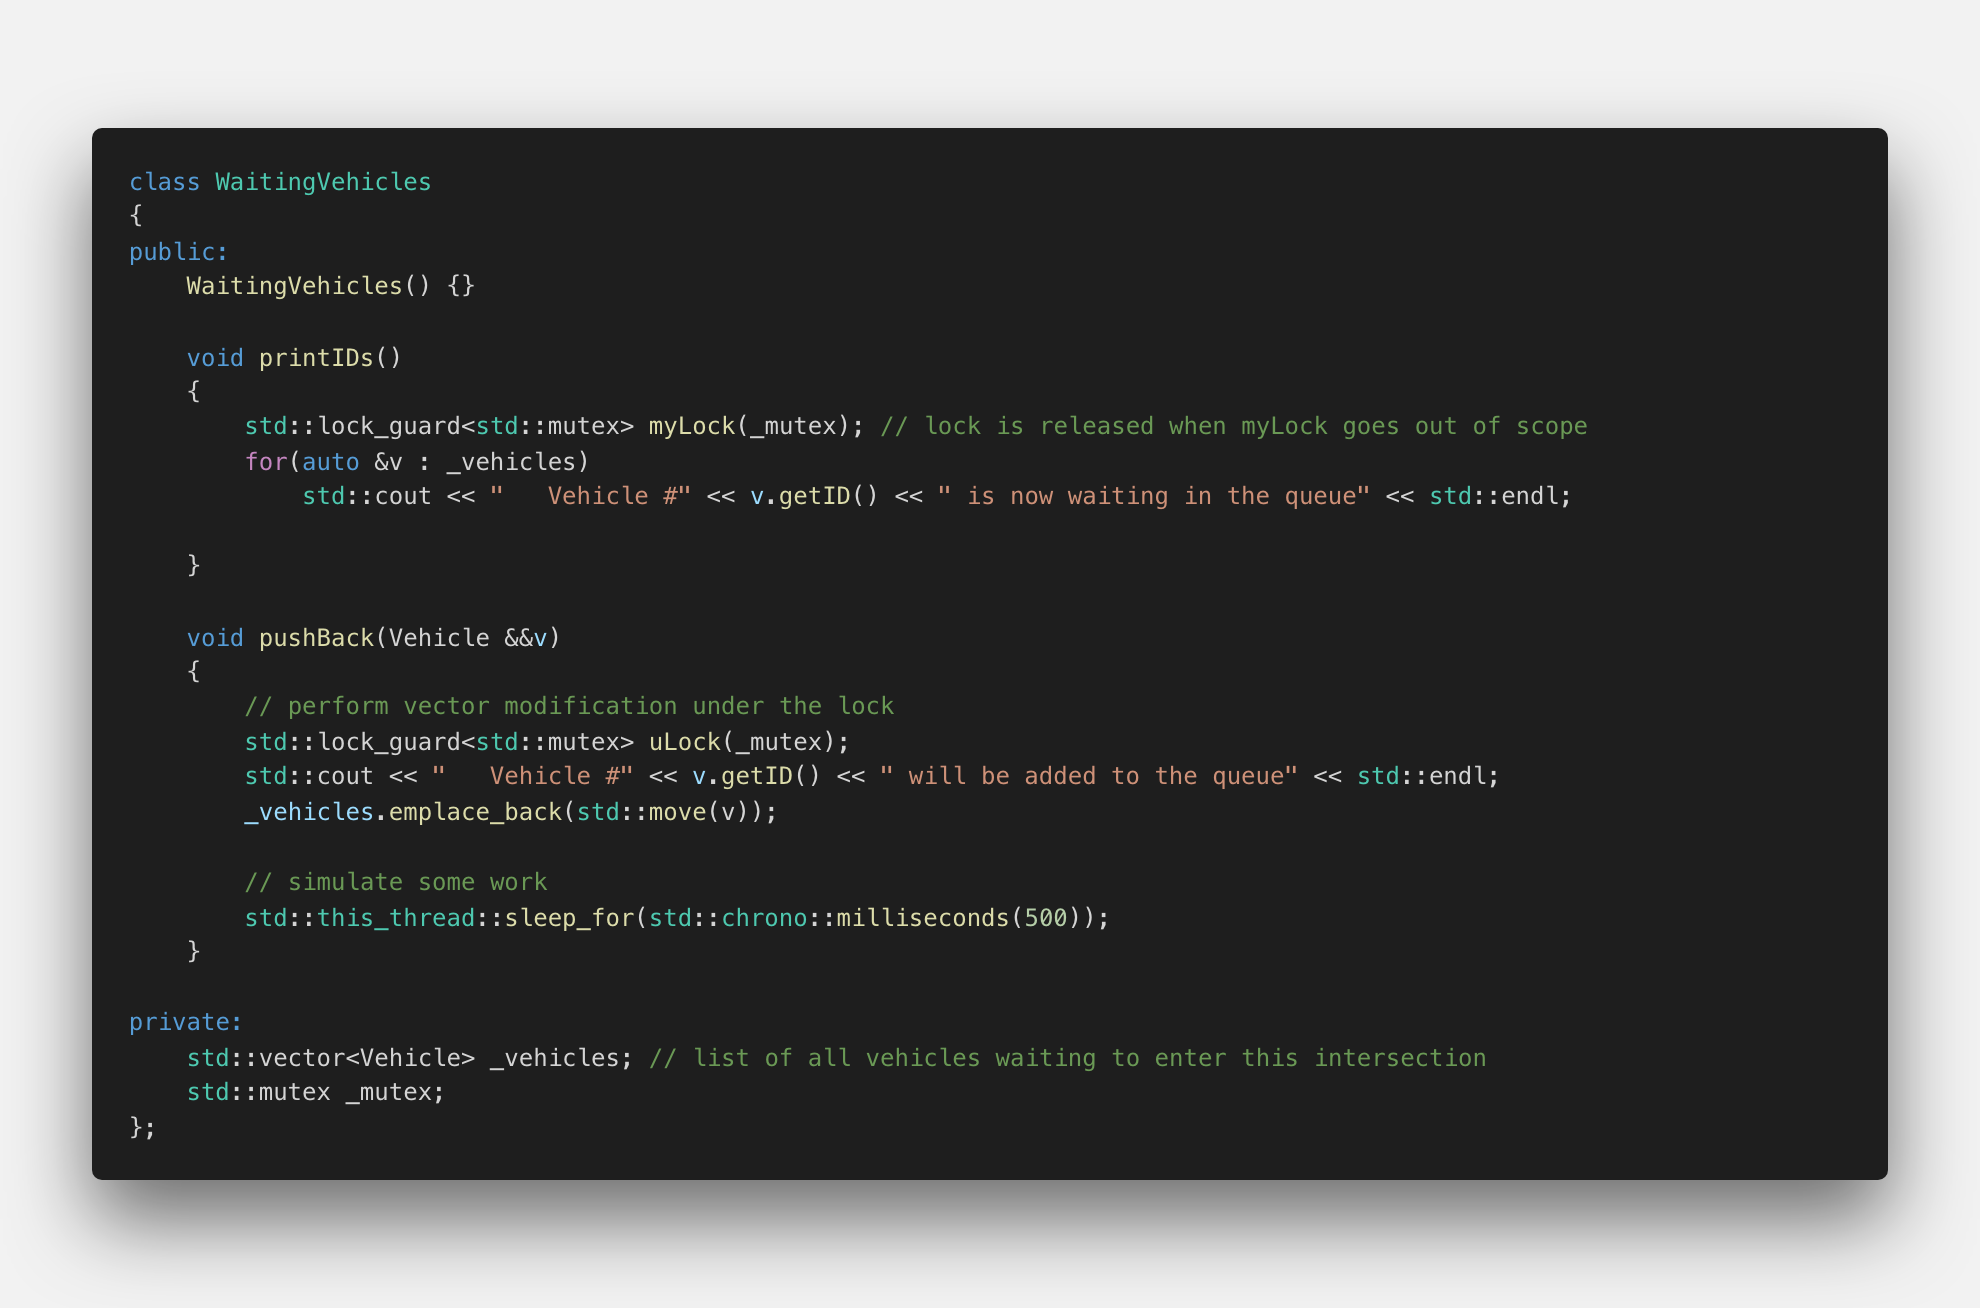 class WaitingVehicles
{
public:
    WaitingVehicles() {}

    void printIDs()
    {
        std::lock_guard<std::mutex> myLock(_mutex); // lock is released when myLock goes out of scope
        for(auto &v : _vehicles)
            std::cout << "   Vehicle #" << v.getID() << " is now waiting in the queue" << std::endl;

    }

    void pushBack(Vehicle &&v)
    {
        // perform vector modification under the lock
        std::lock_guard<std::mutex> uLock(_mutex);
        std::cout << "   Vehicle #" << v.getID() << " will be added to the queue" << std::endl;
        _vehicles.emplace_back(std::move(v));

        // simulate some work
        std::this_thread::sleep_for(std::chrono::milliseconds(500));
    }

private:
    std::vector<Vehicle> _vehicles; // list of all vehicles waiting to enter this intersection
    std::mutex _mutex;
};